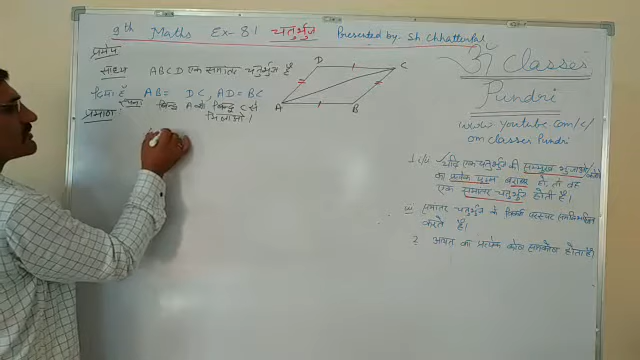 9th Maths Ex-8.1 चतुर्भुज Presented by- Sh Chhatterpal
प्रमेय
साध्य ABCD एक समान्तर चतुर्भुज है
दिया है AB = DC, AD = BC
रचना बिन्दु A को बिन्दु C से
मिलाओ।
प्रमाण
D
C
A
B
ॐ Classes
Pundri
www.youtube.com/c/
om classes Pundri
यदि एक चतुर्भुज की सम्मुख भुजाओं
का प्रत्येक युग्म बराबर हो, तो वह
एक समान्तर चतुर्भुज होती है।
समान्तर चतुर्भुज के विकर्ण परस्पर समद्विभाजित
करते हैं।
2 आयत का प्रत्येक कोण समकोण होता है